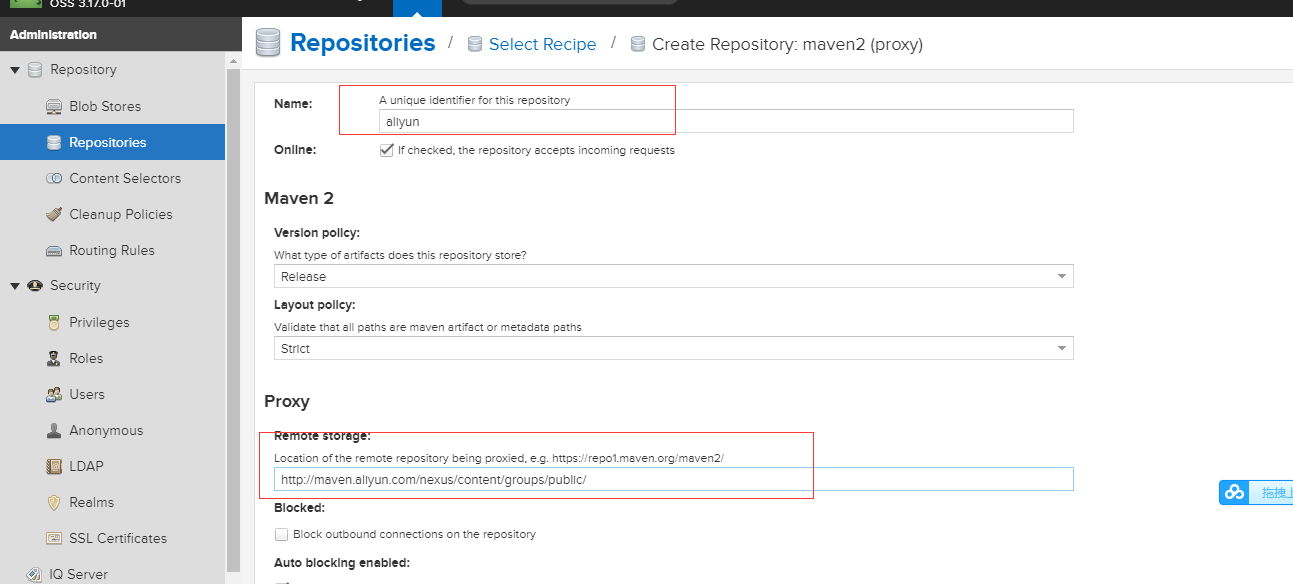 OSS 3.17.0-01
Administration
Repository
Blob Stores
Repositories
Content Selectors
Cleanup Policies
Routing Rules
Security
Privileges
Roles
Users
Anonymous
LDAP
Realms
SSL Certificates
IQ Server
Repositories / Select Recipe / Create Repository: maven2 (proxy)
Name:
A unique identifier for this repository
aliyun
Online:
If checked, the repository accepts incoming requests
Maven 2
Version policy:
What type of artifacts does this repository store?
Release
Layout policy:
Validate that all paths are maven artifact or metadata paths
Strict
Proxy
Remote storage:
Location of the remote repository being proxied, e.g. https://repo1.maven.org/maven2/
http://maven.aliyun.com/nexus/content/groups/public/
Blocked:
Block outbound connections on the repository
Auto blocking enabled:
拖拽上